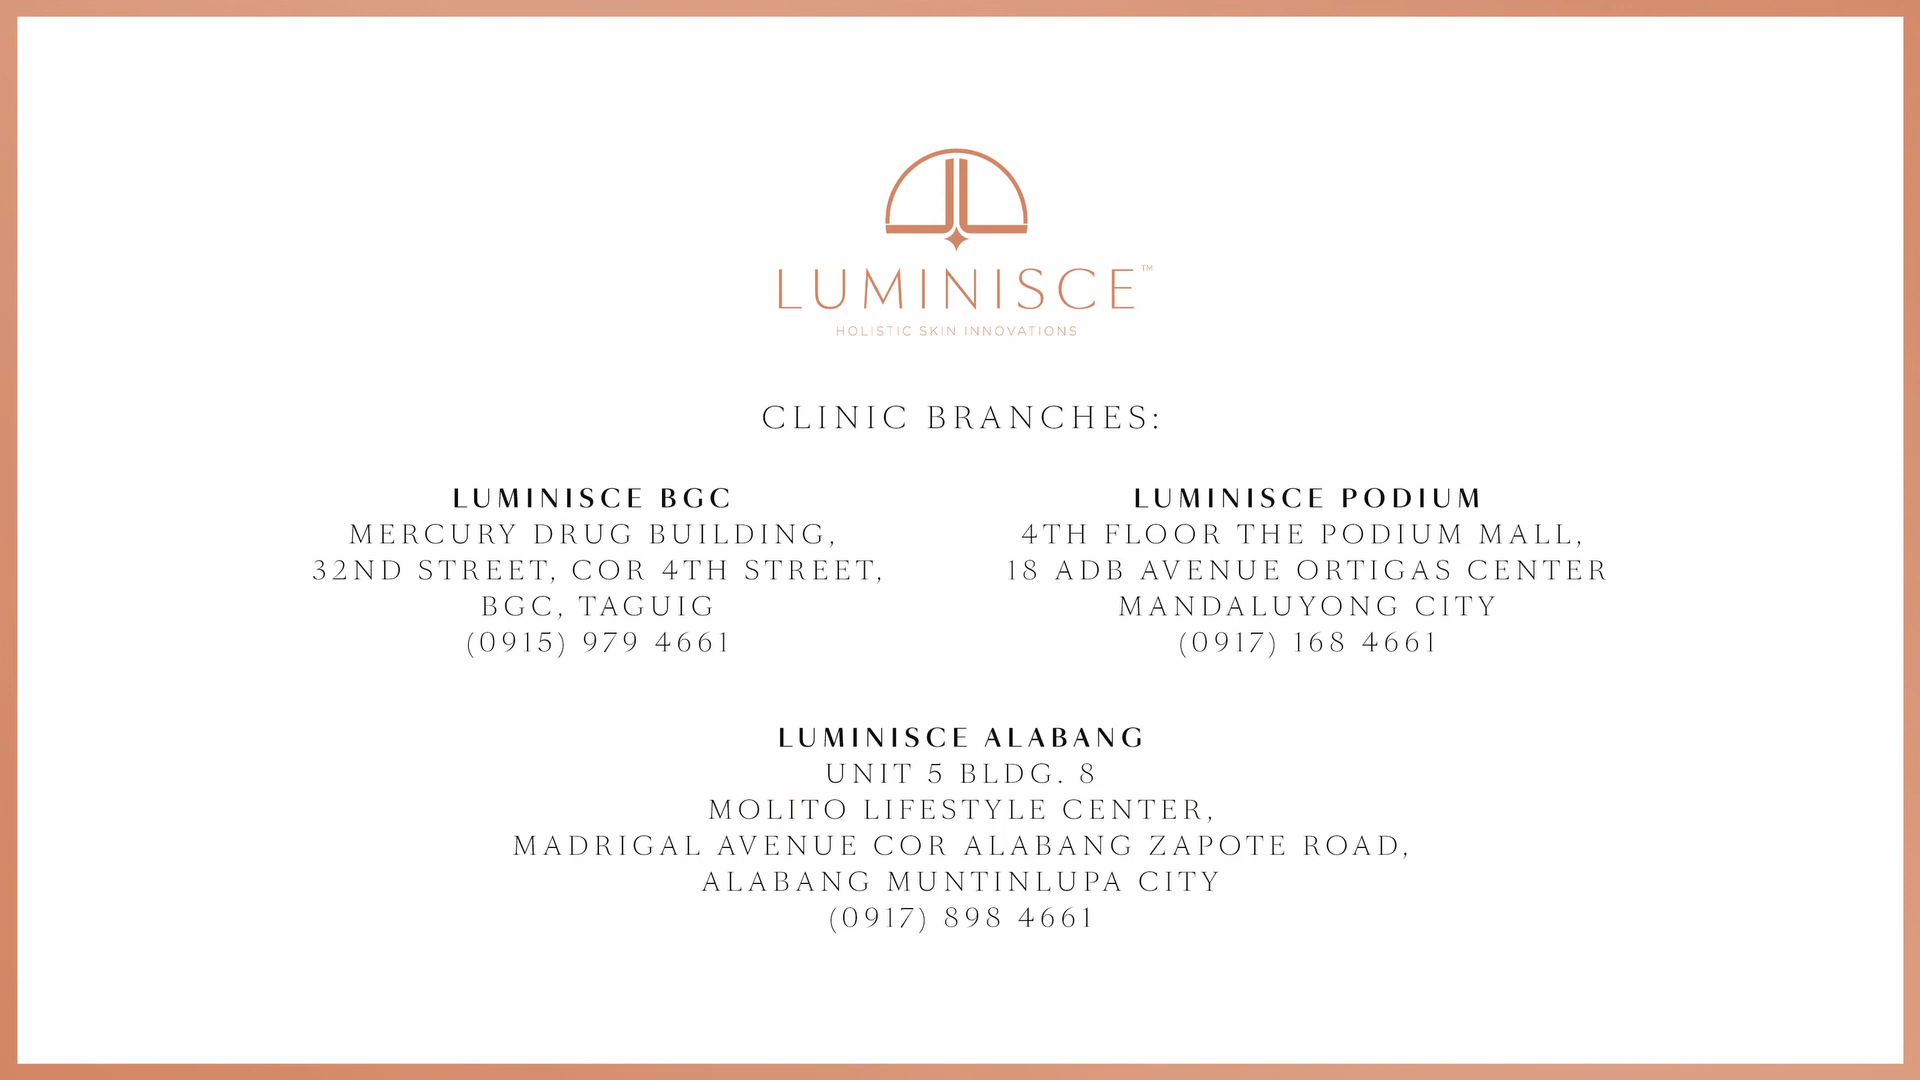 LUMINISCE™
HOLISTIC SKIN INNOVATIONS
CLINIC BRANCHES:
LUMINISCE BGC
MERCURY DRUG BUILDING,
32ND STREET, COR 4TH STREET,
BGC, TAGUIG
(0915) 979 4661
LUMINISCE PODIUM
4TH FLOOR THE PODIUM MALL,
18 ADB AVENUE ORTIGAS CENTER
MANDALUYONG CITY
(0917) 168 4661
LUMINISCE ALABANG
UNIT 5 BLDG. 8
MOLITO LIFESTYLE CENTER,
MADRIGAL AVENUE COR ALABANG ZAPOTE ROAD,
ALABANG MUNTINLUPA CITY
(0917) 898 4661